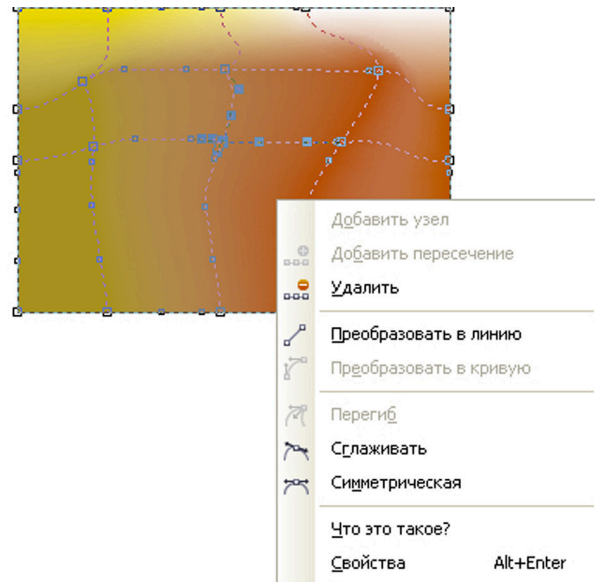 Добавить узел
Добавить пересечение
Удалить
Преобразовать в линию
Преобразовать в кривую
Перегиб
Сглаживать
Симметрическая
Что это такое?
Свойства Alt+Enter